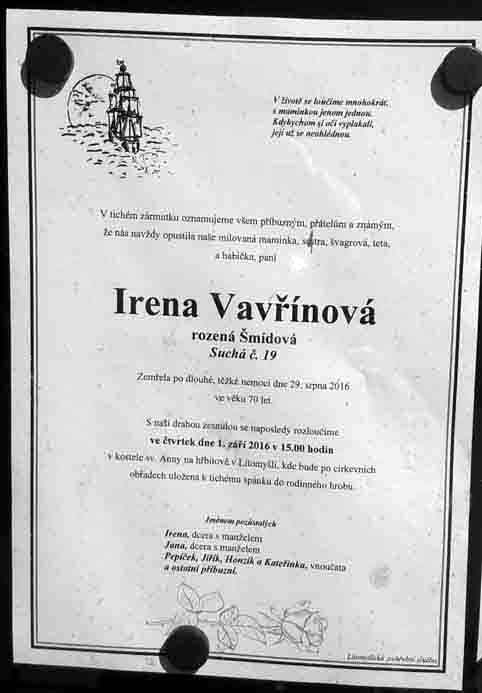 V životě se loučíme mnohokrát,
s maminkou jenom jednou.
Kdybychom si oči vyplakali,
její už se neohlédnou.
V tichém zármutku oznamujeme všem příbuzným, přátelům a známým,
že nás navždy opustila naše milovaná maminka, sestra, švagrová, teta,
a babička, paní
Irena Vavřínová
rozená Šmídová
Suchá č. 19
Zemřela po dlouhé, těžké nemoci dne 29. srpna 2016
ve věku 70 let.
S naší drahou zesnulou se naposledy rozloučíme
ve čtvrtek dne 1. září 2016 v 15.00 hodin
v kostele sv. Anny na hřbitově v Litomyšli, kde bude po církevních
obřadech uložena k tichému spánku do rodinného hrobu.
Jménem pozůstalých
Irena, dcera s manželem
Jana, dcera s manželem
Pepíček, Jiřík, Honzík a Kateřinka, vnoučata
a ostatní příbuzní.
Litomyšlská pohřební služba